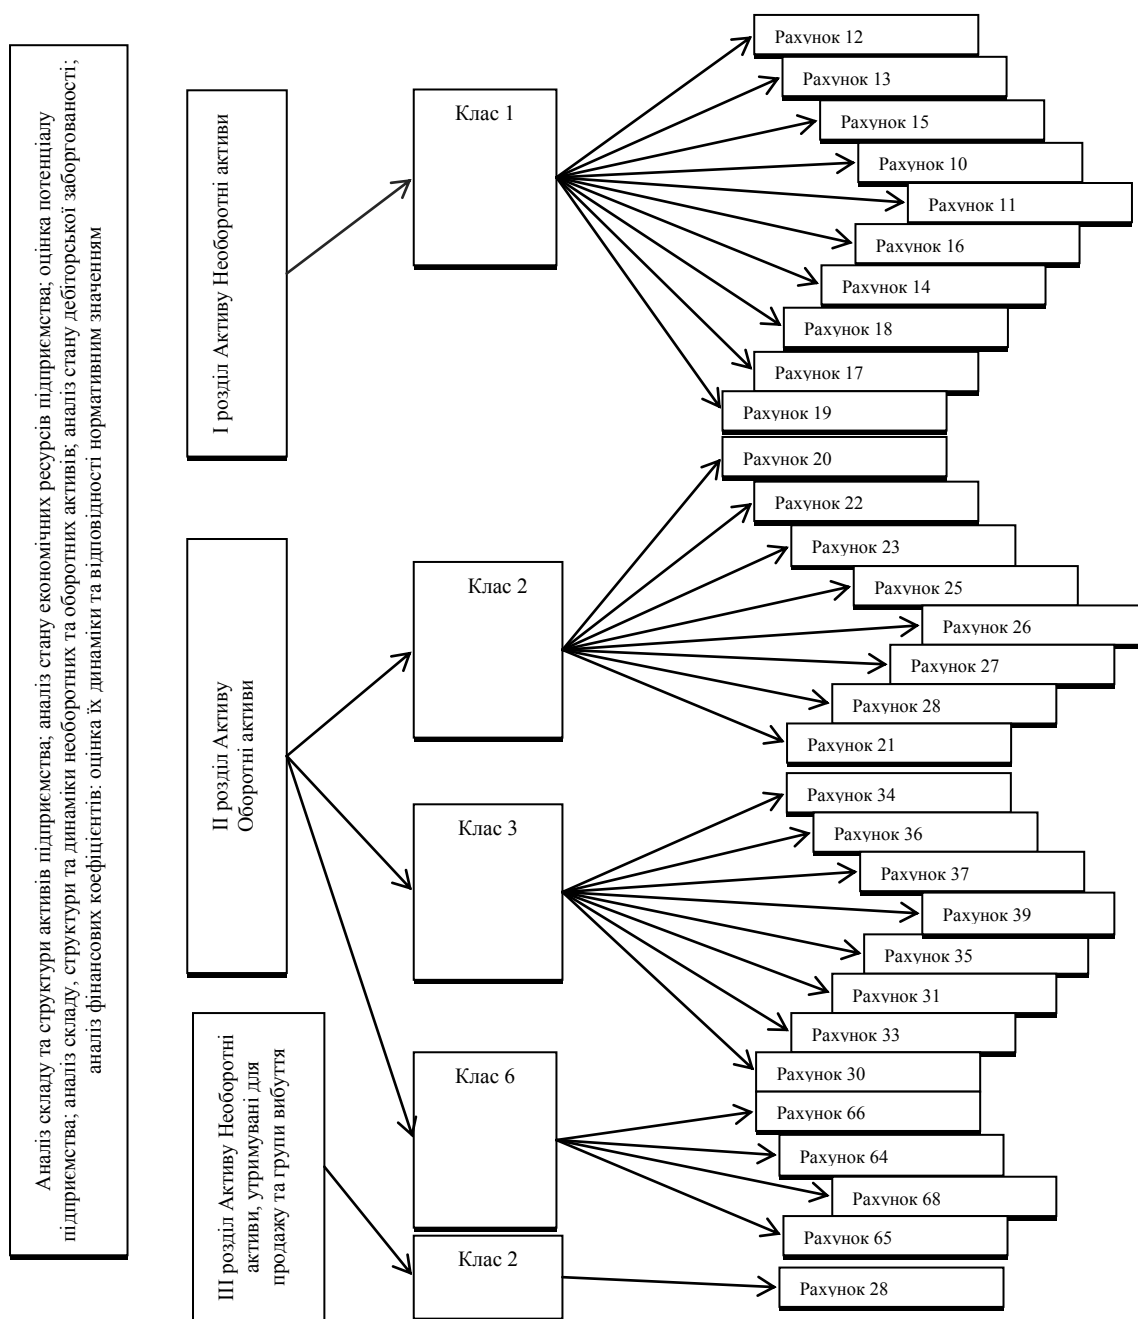 Аналіз складу та структури активів підприємства; аналіз стану економічних ресурсів підприємства; оцінка потенціалу
підприємства; аналіз складу, структури та динаміки необоротних та оборотних активів; аналіз стану дебіторської заборгованості;
аналіз фінансових коефіцієнтів: оцінка їх динаміки та відповідності нормативним значенням
І розділ Активу Необоротні активи
Клас 1
Рахунок 12
Рахунок 13
Рахунок 15
Рахунок 10
Рахунок 11
Рахунок 16
Рахунок 14
Рахунок 18
Рахунок 17
Рахунок 19
ІІ розділ Активу
Оборотні активи
Клас 2
Рахунок 20
Рахунок 22
Рахунок 23
Рахунок 25
Рахунок 26
Рахунок 27
Рахунок 28
Рахунок 21
Клас 3
Рахунок 34
Рахунок 36
Рахунок 37
Рахунок 39
Рахунок 35
Рахунок 31
Рахунок 33
Рахунок 30
Клас 6
Рахунок 66
Рахунок 64
Рахунок 68
Рахунок 65
ІІІ розділ Активу Необоротні
активи, утримувані для
продажу та групи вибуття
Клас 2
Рахунок 28